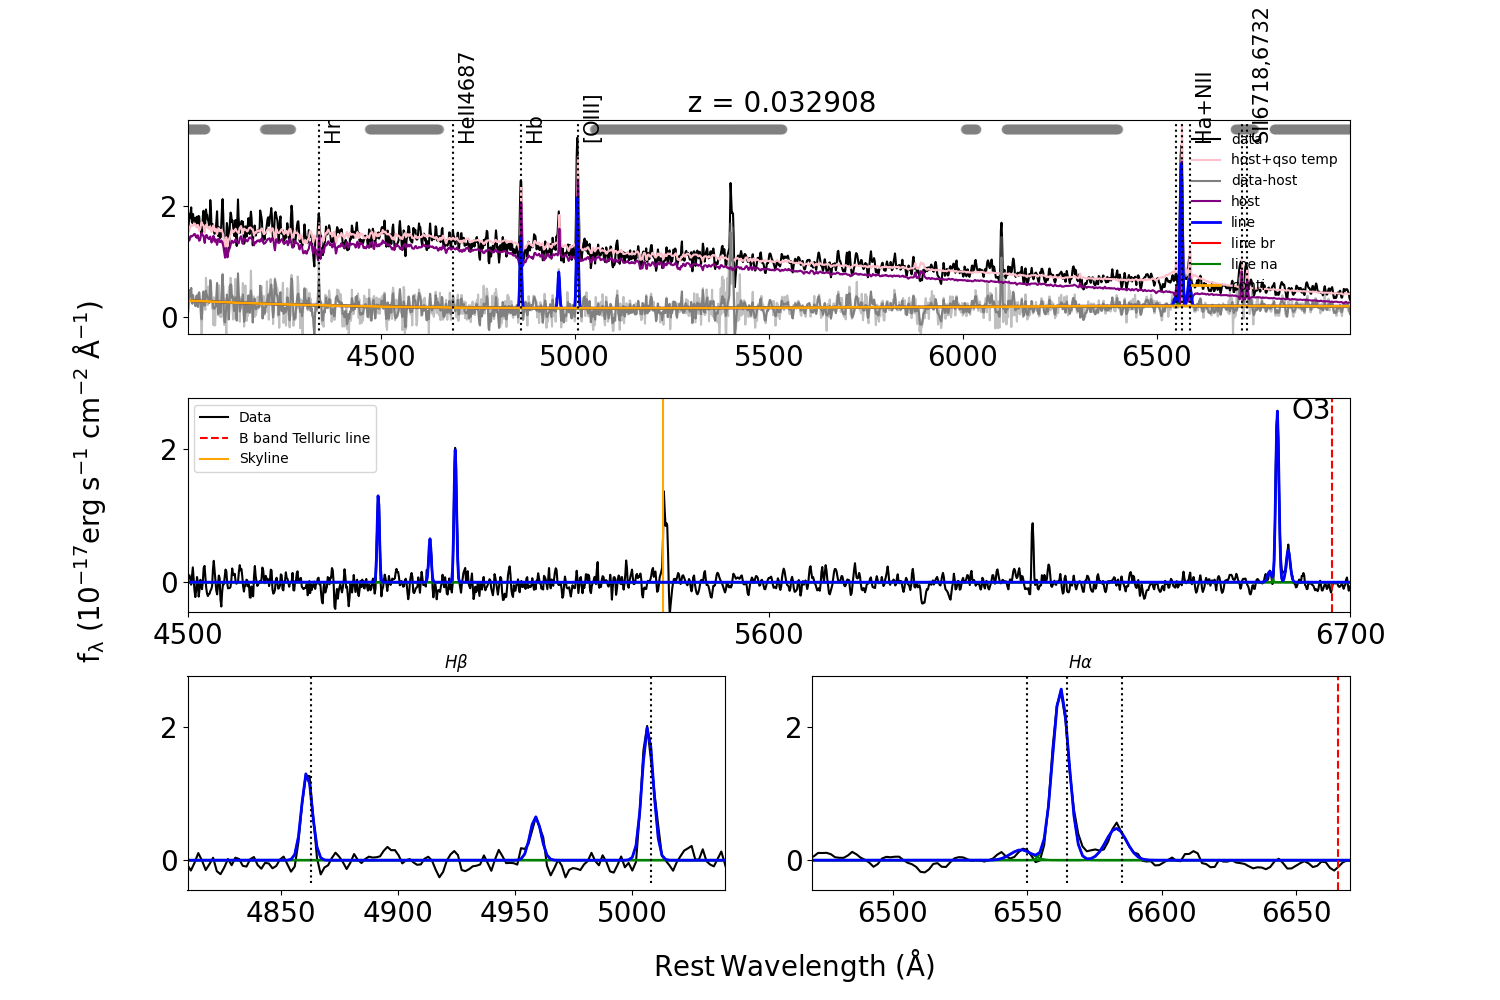 z = 0.032908
Hr
HeII4687
Hb
[OIII]
Ha+NII
SII6718,6732
data
host+qso temp
data-host
host
line
line br
line na
2
0
4500 5000 5500 6000 6500
Data
B band Telluric line
Skyline
O3
2
0
4500 5600 6700
fλ (10⁻¹⁷erg s⁻¹ cm⁻² Å⁻¹)
Hβ
2
0
4850 4900 4950 5000
Hα
2
0
6500 6550 6600 6650
Rest Wavelength (Å)